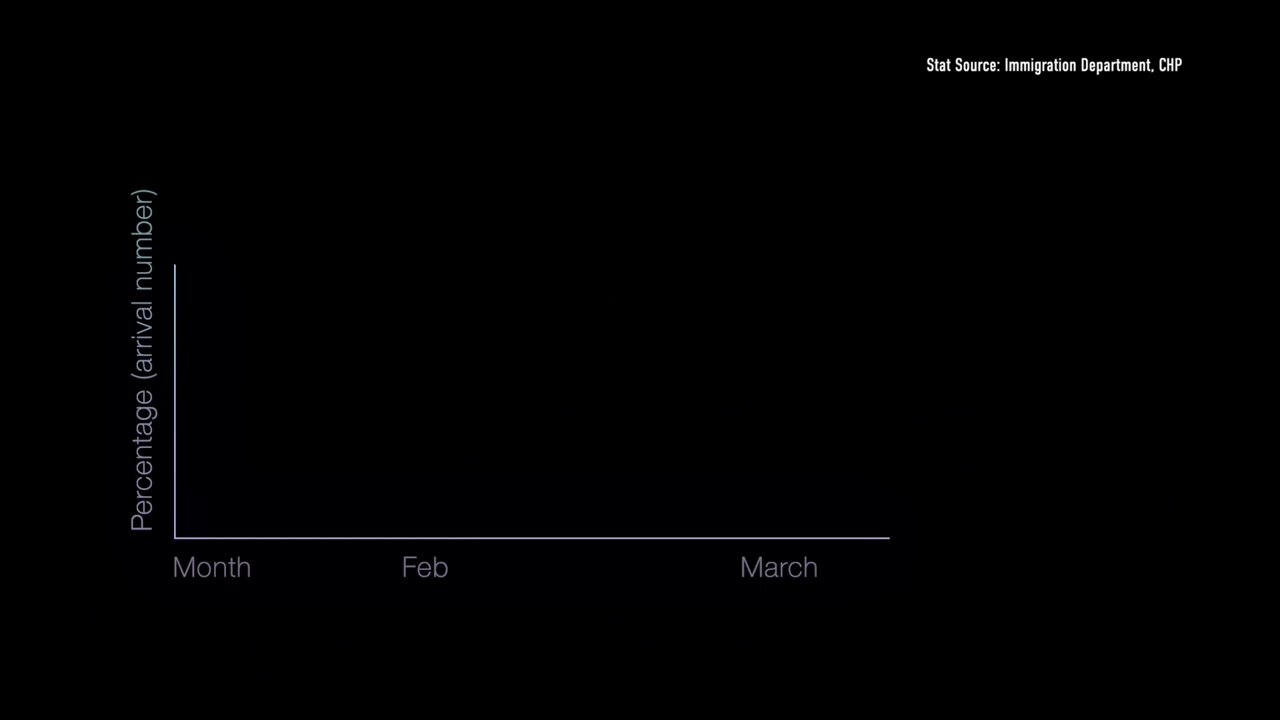 Stat Source: Immigration Department, CHP
Percentage (arrival number)
Month
Feb
March